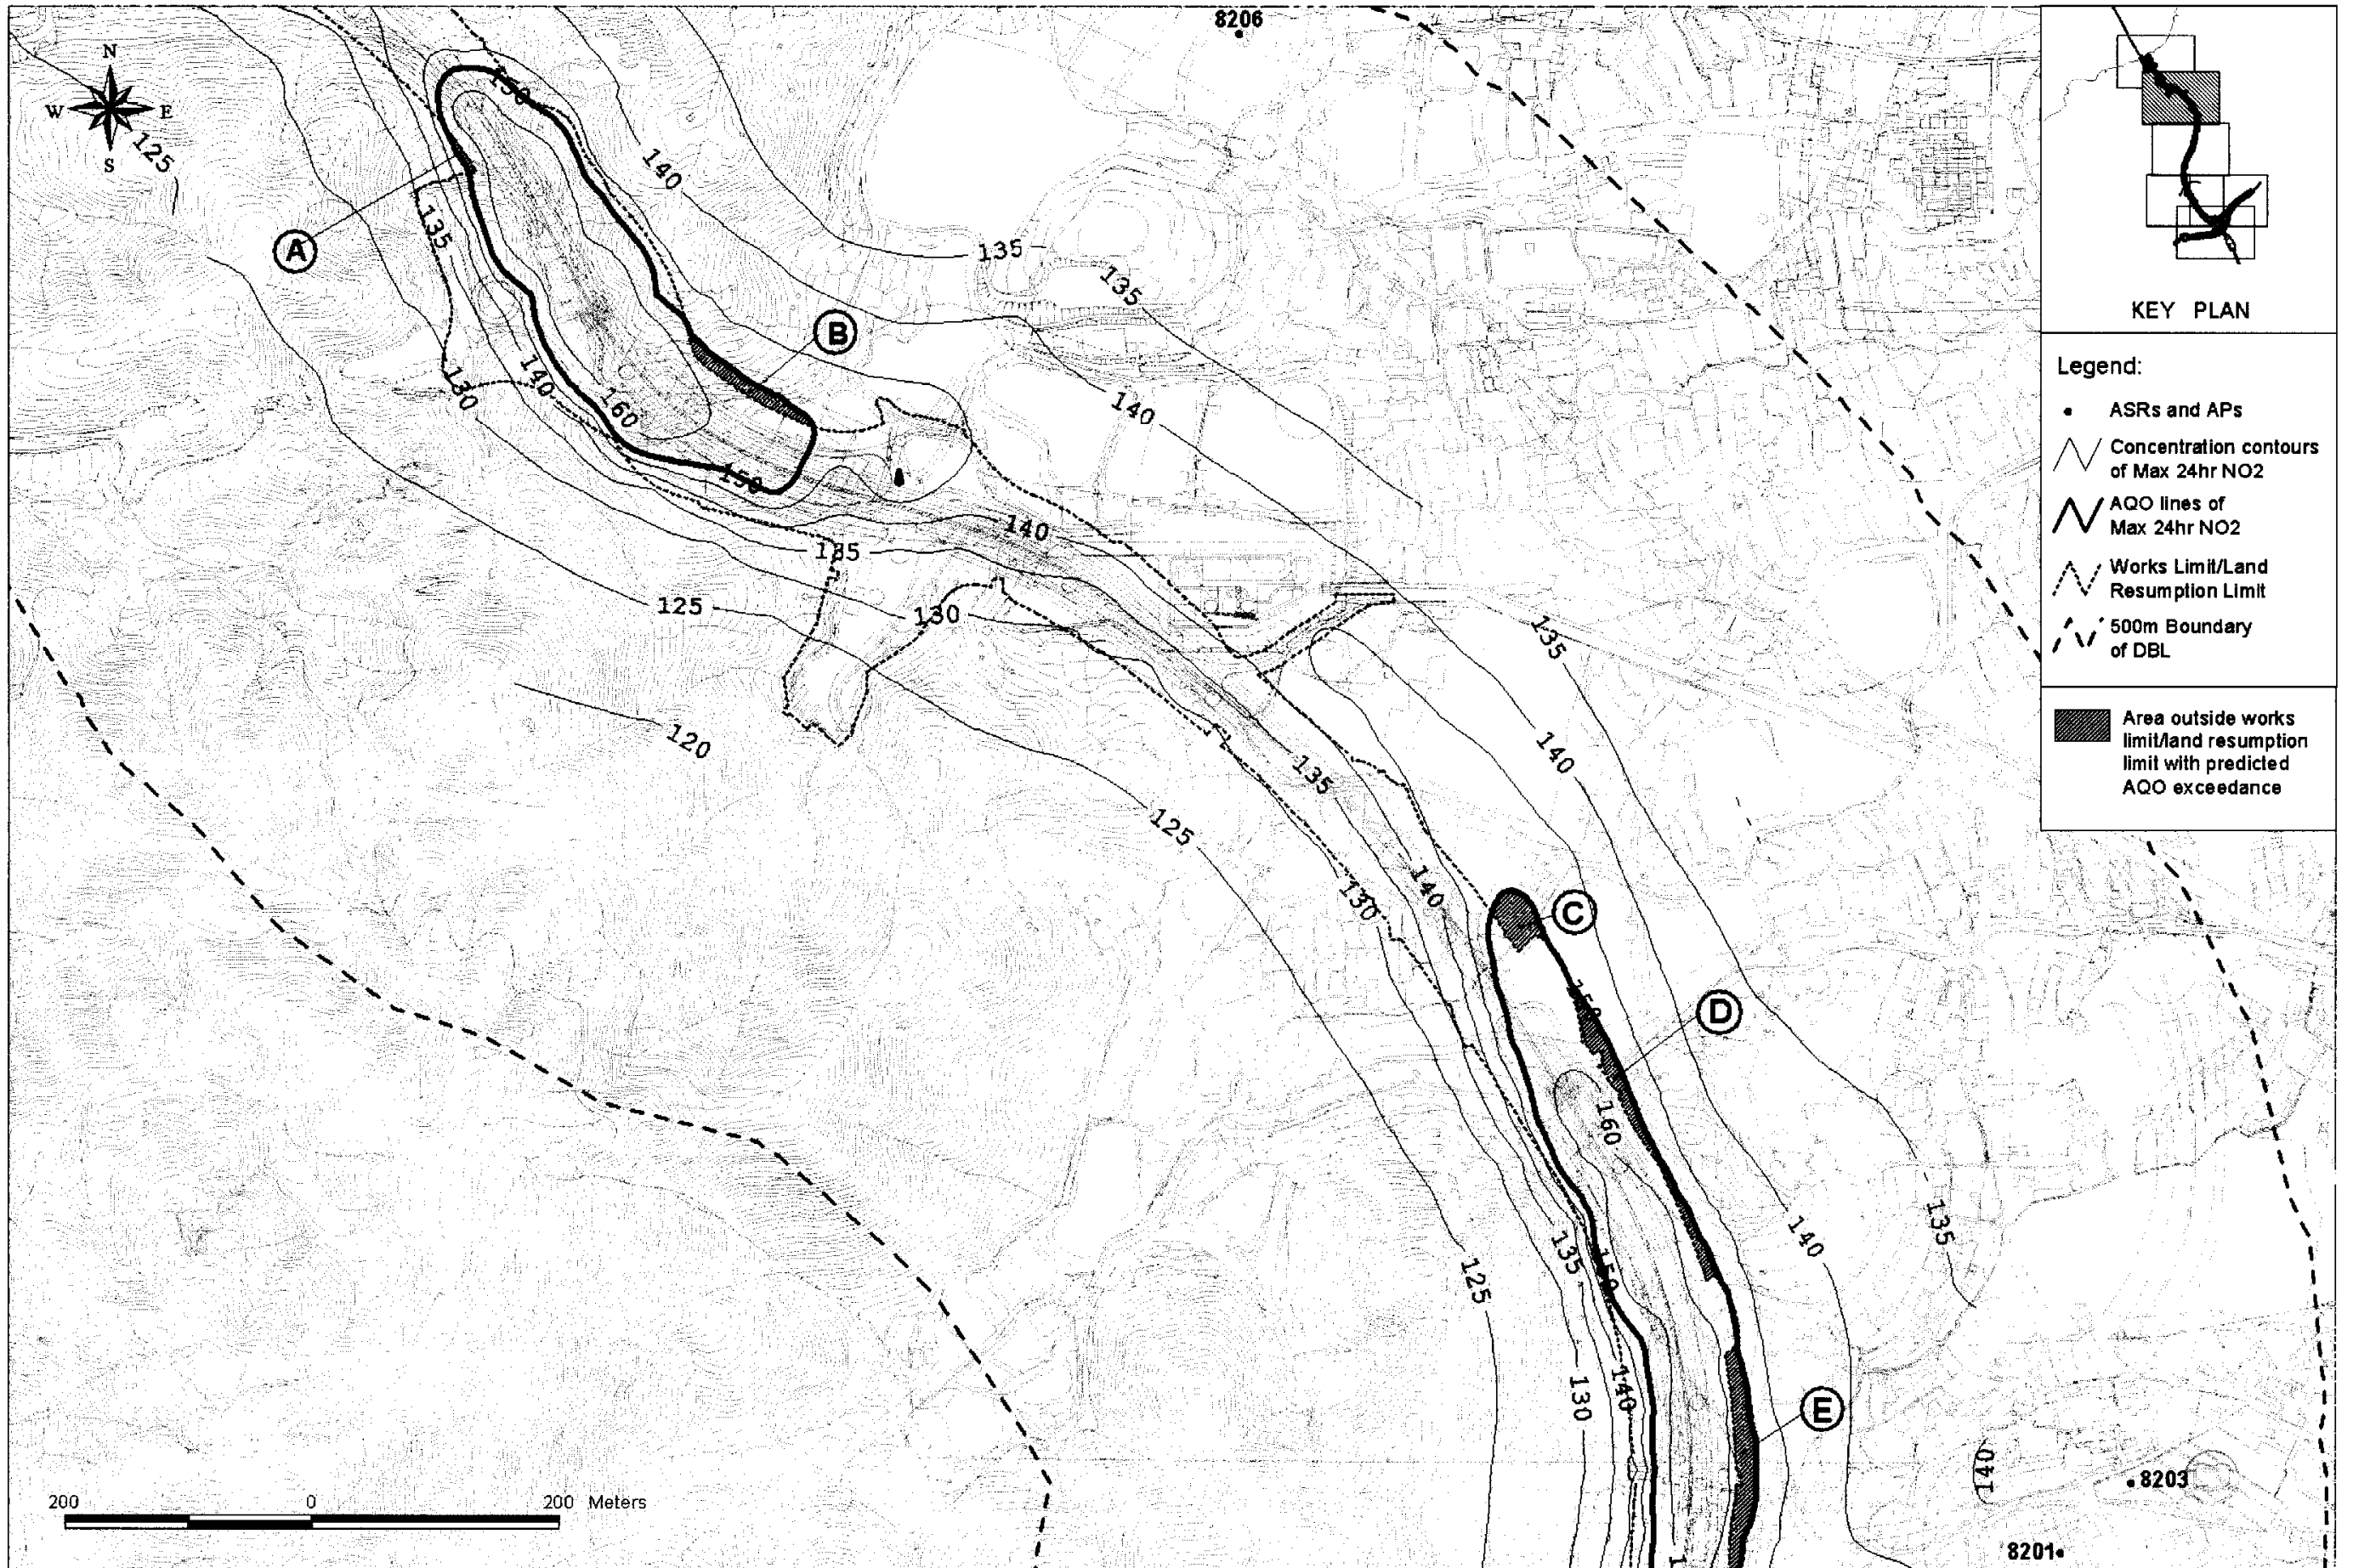 8206
N
W E
S
125
150
140
A
135
135
135
B
130
140
160
140
150
140
135
125
130
135
120
140
135
125
140
130
C
150
D
160
140
135
135
150
125
130
140
E
140
8203
8201
200 0 200 Meters
KEY PLAN
Legend:
ASRs and APs
Concentration contours
of Max 24hr NO2
AQO lines of
Max 24hr NO2
Works Limit/Land
Resumption Limit
500m Boundary
of DBL
Area outside works
limit/land resumption
limit with predicted
AQO exceedance